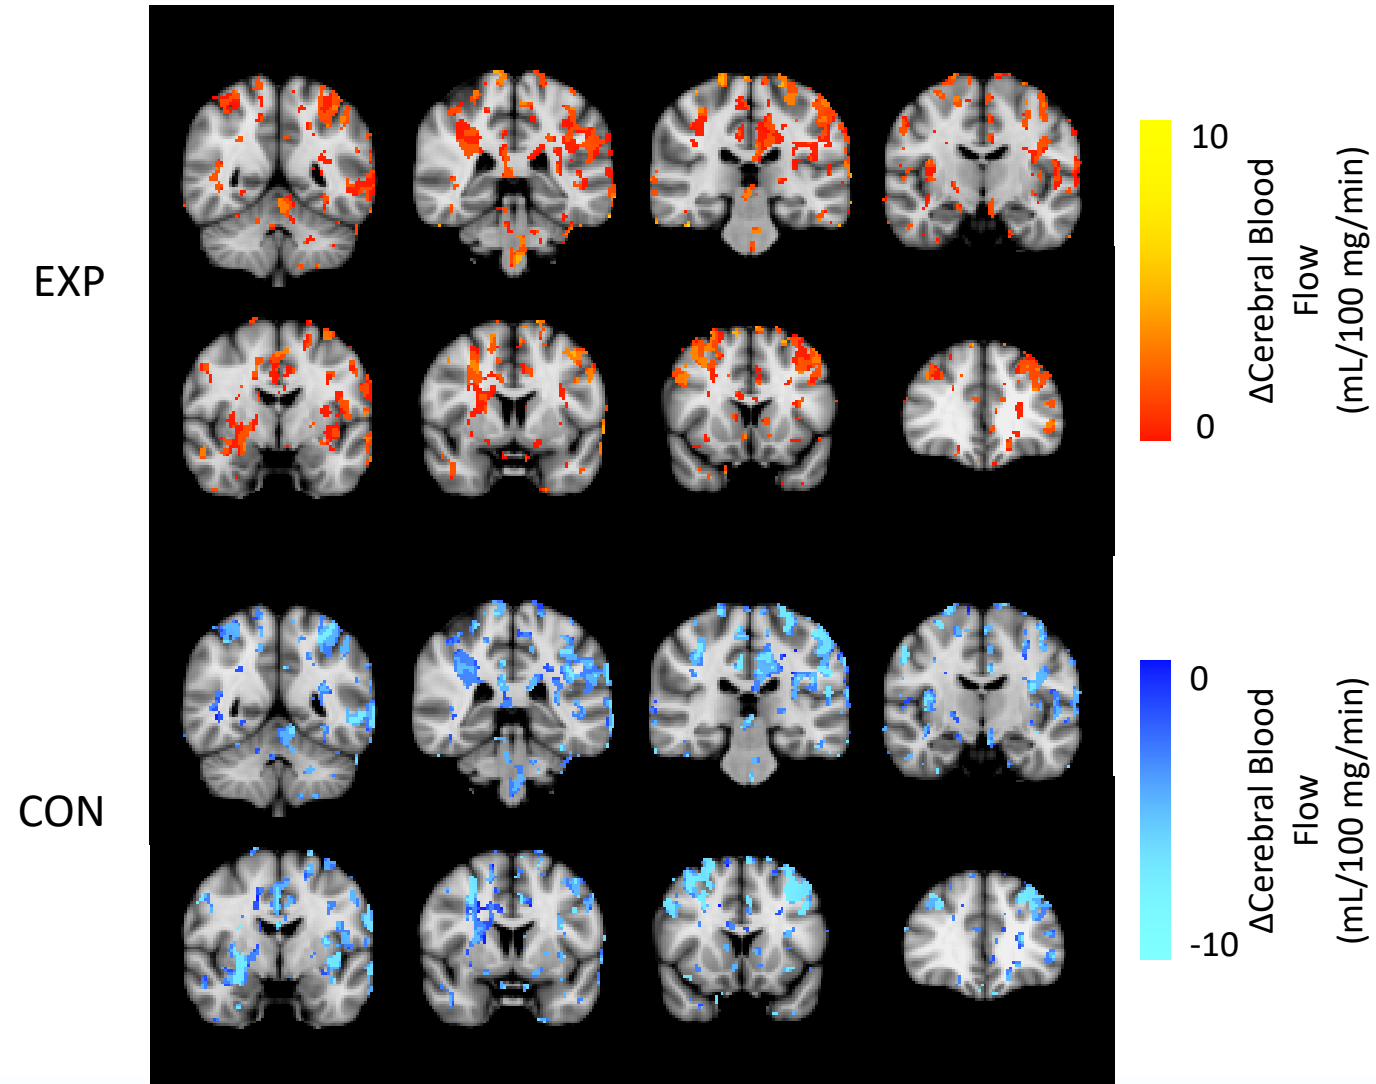 EXP
10
0
ΔCerebral Blood
Flow
(mL/100 mg/min)
CON
0
-10
ΔCerebral Blood
Flow
(mL/100 mg/min)